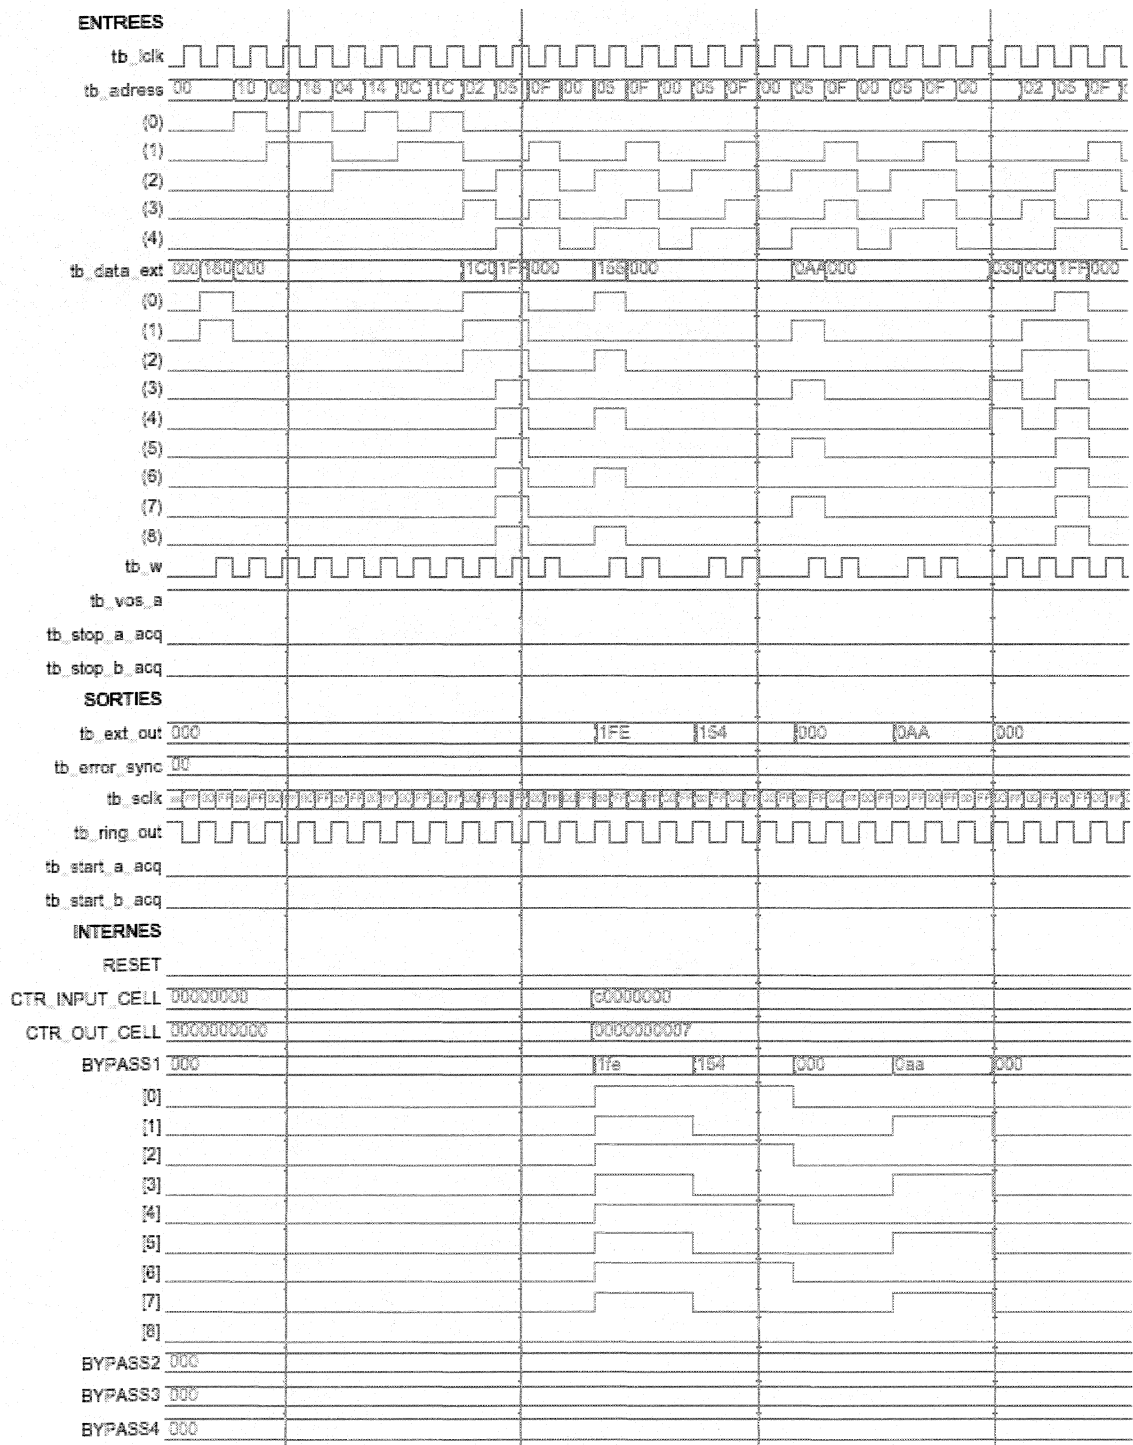 ENTREES
tb_lclk
tb_adress 00 10 08 18 04 14 0C 1C 02 05 0F 00 05 0F 00 05 0F 00 05 0F 00 05 0F 00 02 05 0F
(0)
(1)
(2)
(3)
(4)
tb_data_ext 000 180 000 1C0 1FF 000 155 000 0AA 000 030 0C0 1FF 000
(0)
(1)
(2)
(3)
(4)
(5)
(6)
(7)
(8)
tb_w
tb_vos_a
tb_stop_a_acq
tb_stop_b_acq
SORTIES
tb_ext_out 000 1FE 154 000 0AA 000
tb_error_sync 00
tb_sclk
tb_ring_out
tb_start_a_acq
tb_start_b_acq
INTERNES
RESET
CTR_INPUT_CELL 00000000 c0000000
CTR_OUT_CELL 0000000000 0000000007
BYPASS1 000 1fe 154 000 0aa 000
[0]
[1]
[2]
[3]
[4]
[5]
[6]
[7]
[8]
BYPASS2 000
BYPASS3 000
BYPASS4 000